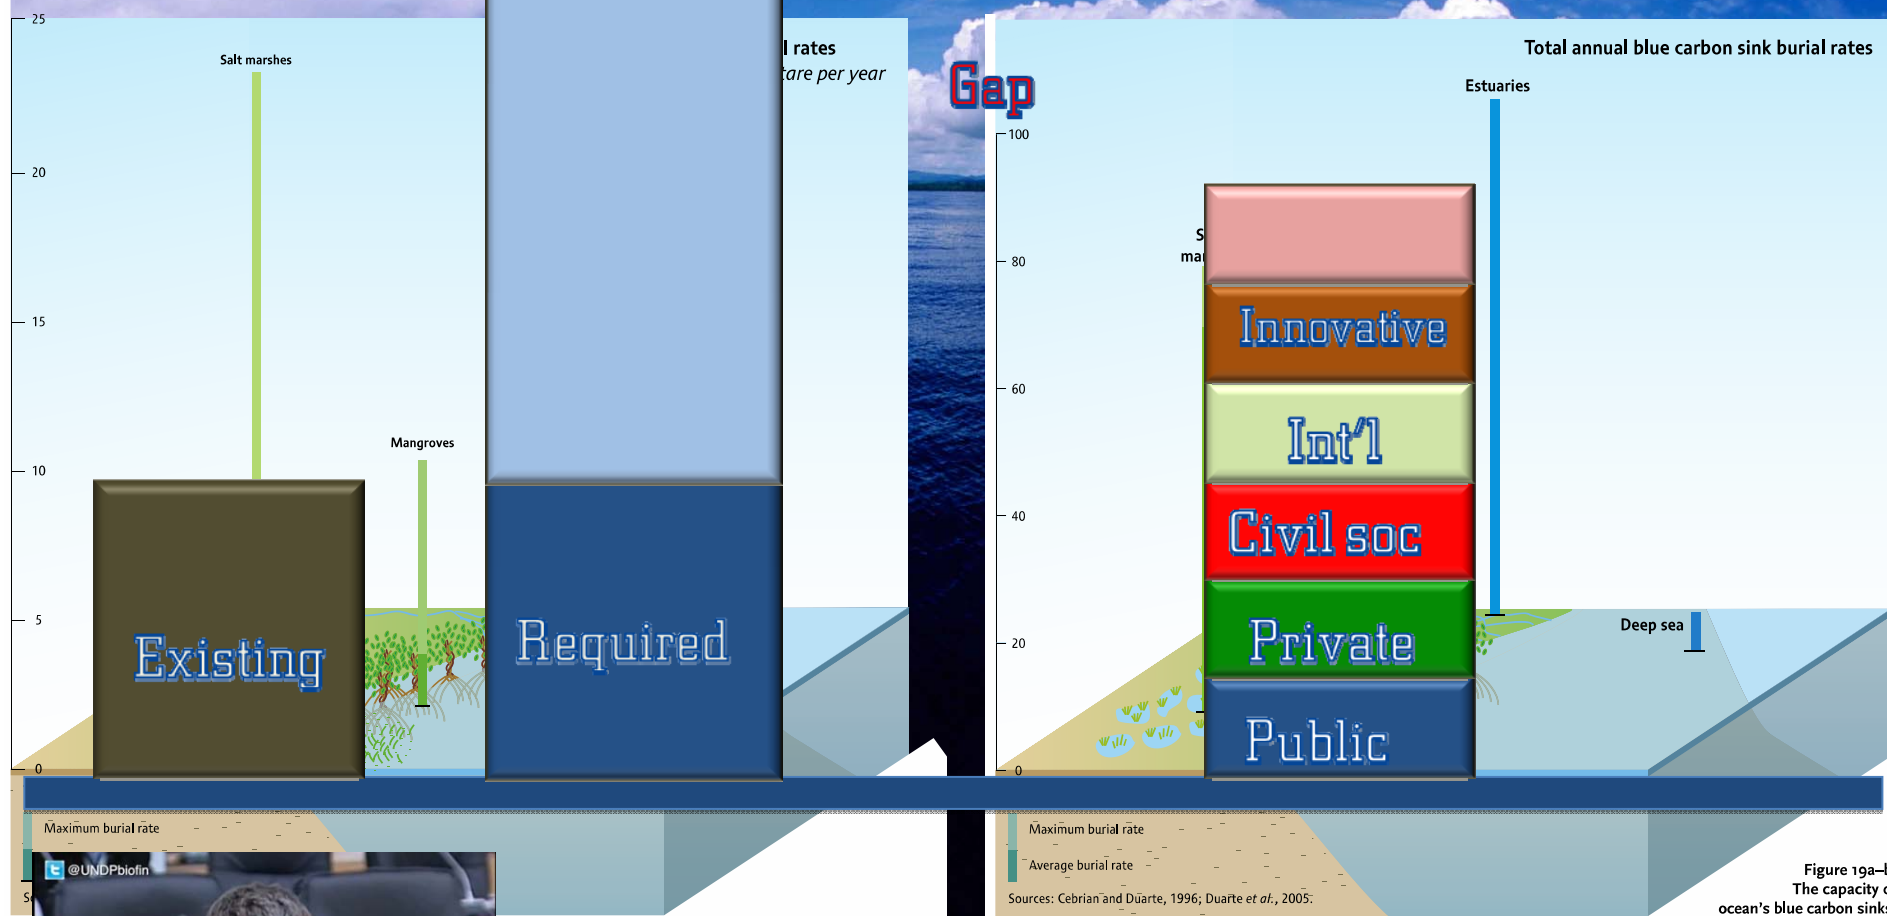 25
Salt marshes
l rates
tare per year
20
15
Mangroves
10
5
0
Existing
Required
Maximum burial rate
@UNDPbiofin
Gap
Total annual blue carbon sink burial rates
Estuaries
100
80
60
40
20
0
Innovative
Int'l
Civil soc
Private
Public
Deep sea
Maximum burial rate
Average burial rate
Sources: Cebrian and Duarte, 1996; Duarte et al., 2005.
Figure 19a–b
The capacity o
ocean's blue carbon sinks